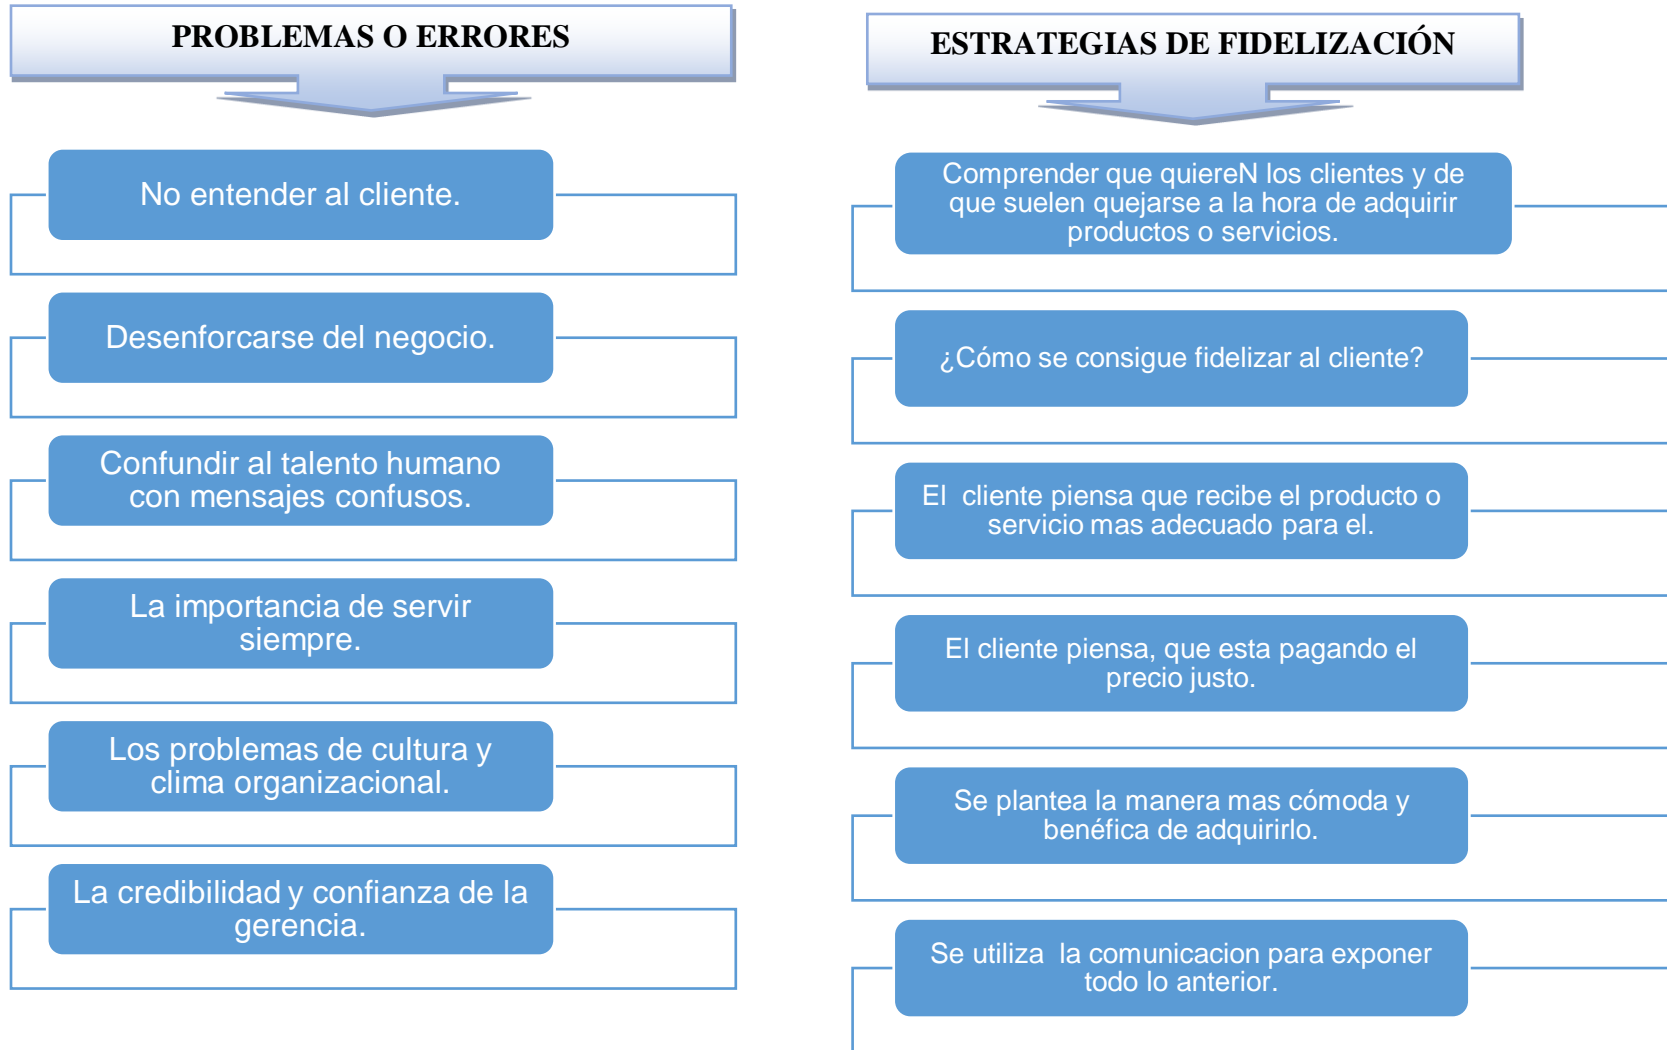 PROBLEMAS O ERRORES
No entender al cliente.
Desenforcarse del negocio.
Confundir al talento humano
con mensajes confusos.
La importancia de servir
siempre.
Los problemas de cultura y
clima organizacional.
La credibilidad y confianza de la
gerencia.
ESTRATEGIAS DE FIDELIZACIÓN
Comprender que quiereN los clientes y de
que suelen quejarse a la hora de adquirir
productos o servicios.
¿Cómo se consigue fidelizar al cliente?
El cliente piensa que recibe el producto o
servicio mas adecuado para el.
El cliente piensa, que esta pagando el
precio justo.
Se plantea la manera mas cómoda y
benéfica de adquirirlo.
Se utiliza la comunicacion para exponer
todo lo anterior.